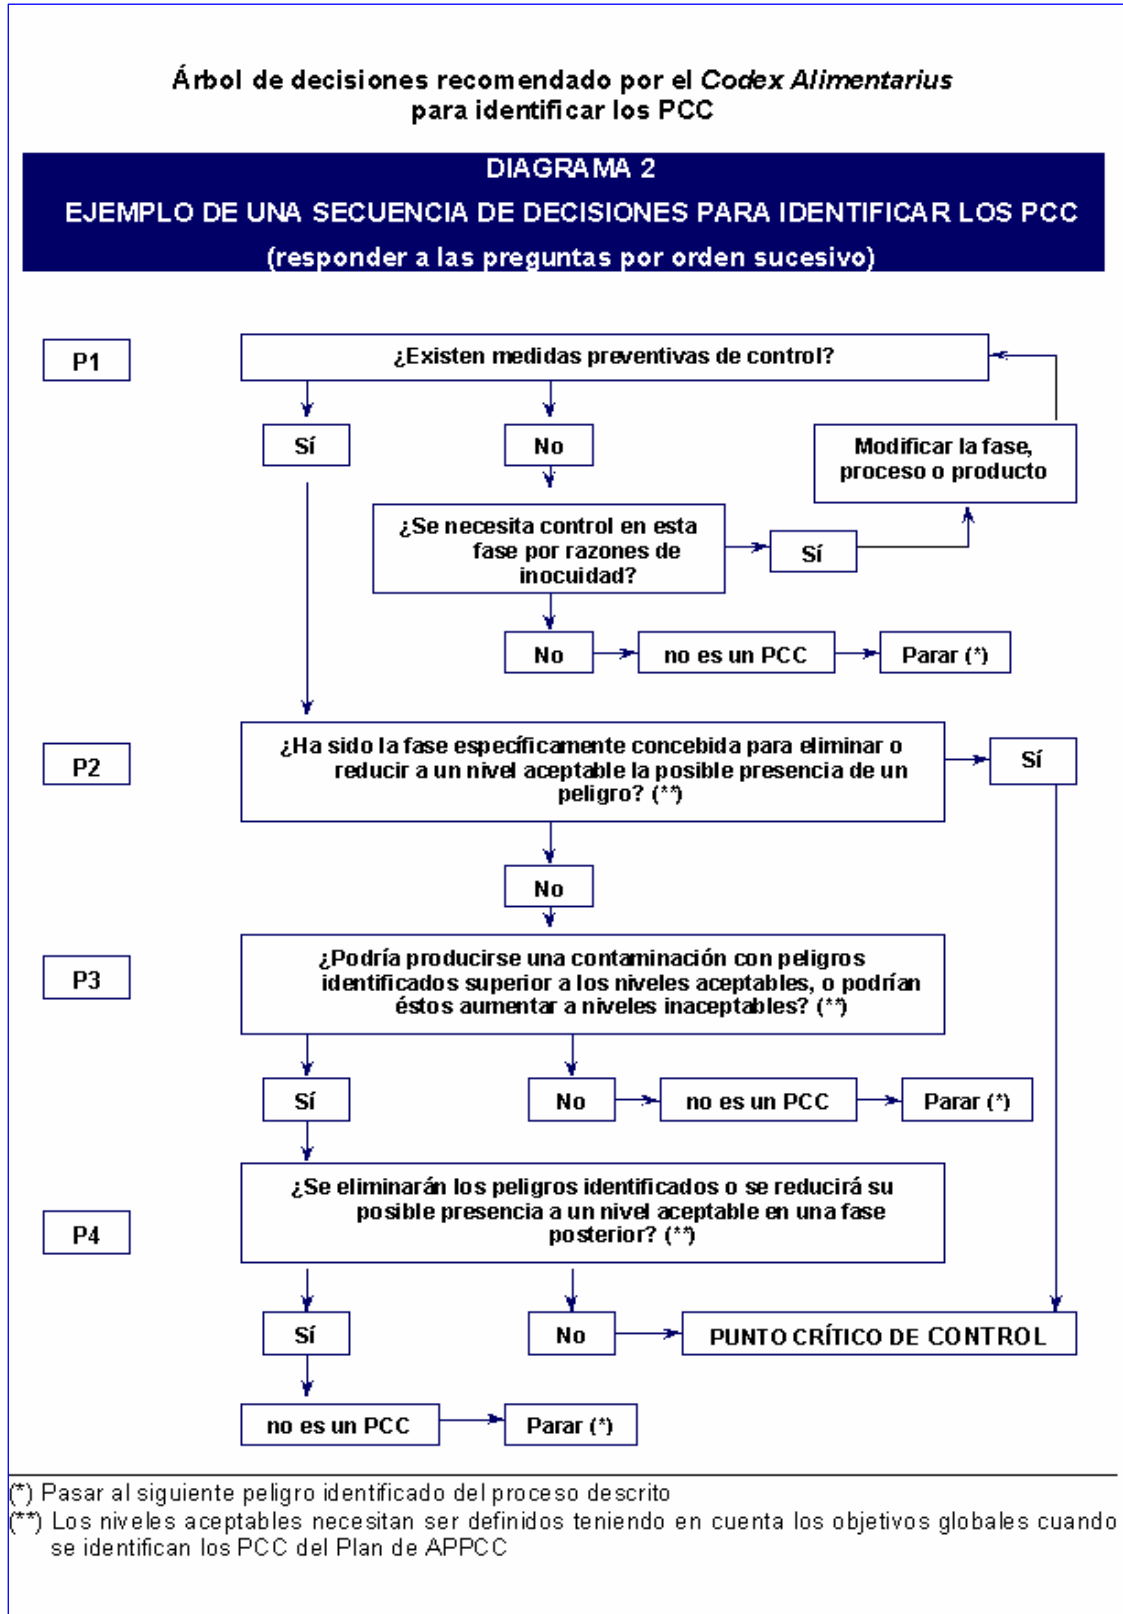 Árbol de decisiones recomendado por el Codex Alimentarius
para identificar los PCC
DIAGRAMA 2
EJEMPLO DE UNA SECUENCIA DE DECISIONES PARA IDENTIFICAR LOS PCC
(responder a las preguntas por orden sucesivo)
P1
¿Existen medidas preventivas de control?
Sí
No
Modificar la fase,
proceso o producto
¿Se necesita control en esta
fase por razones de
inocuidad?
Sí
No
no es un PCC
Parar (*)
P2
¿Ha sido la fase específicamente concebida para eliminar o
reducir a un nivel aceptable la posible presencia de un
peligro? (**)
Sí
No
P3
¿Podría producirse una contaminación con peligros
identificados superior a los niveles aceptables, o podrían
éstos aumentar a niveles inaceptables? (**)
Sí
No
no es un PCC
Parar (*)
P4
¿Se eliminarán los peligros identificados o se reducirá su
posible presencia a un nivel aceptable en una fase
posterior? (**)
Sí
No
PUNTO CRÍTICO DE CONTROL
no es un PCC
Parar (*)
(*) Pasar al siguiente peligro identificado del proceso descrito
(**) Los niveles aceptables necesitan ser definidos teniendo en cuenta los objetivos globales cuando
se identifican los PCC del Plan de APPCC